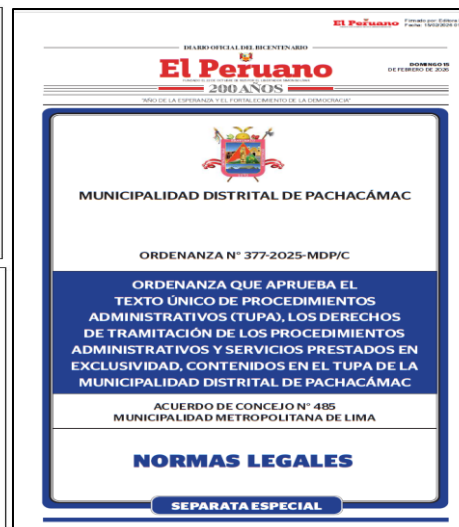 El Peruano
DIARIO OFICIAL DEL BICENTENARIO
El Peruano
200 AÑOS
DOMINGO 15
DE FEBRERO DE 2026
"AÑO DE LA ESPERANZA Y EL FORTALECIMIENTO DE LA DEMOCRACIA"
MUNICIPALIDAD DISTRITAL DE PACHACÁMAC
ORDENANZA N° 377-2025-MDP/C
ORDENANZA QUE APRUEBA EL
TEXTO ÚNICO DE PROCEDIMIENTOS
ADMINISTRATIVOS (TUPA), LOS DERECHOS
DE TRAMITACIÓN DE LOS PROCEDIMIENTOS
ADMINISTRATIVOS Y SERVICIOS PRESTADOS EN
EXCLUSIVIDAD, CONTENIDOS EN EL TUPA DE LA
MUNICIPALIDAD DISTRITAL DE PACHACÁMAC
ACUERDO DE CONCEJO N° 485
MUNICIPALIDAD METROPOLITANA DE LIMA
NORMAS LEGALES
SEPARATA ESPECIAL